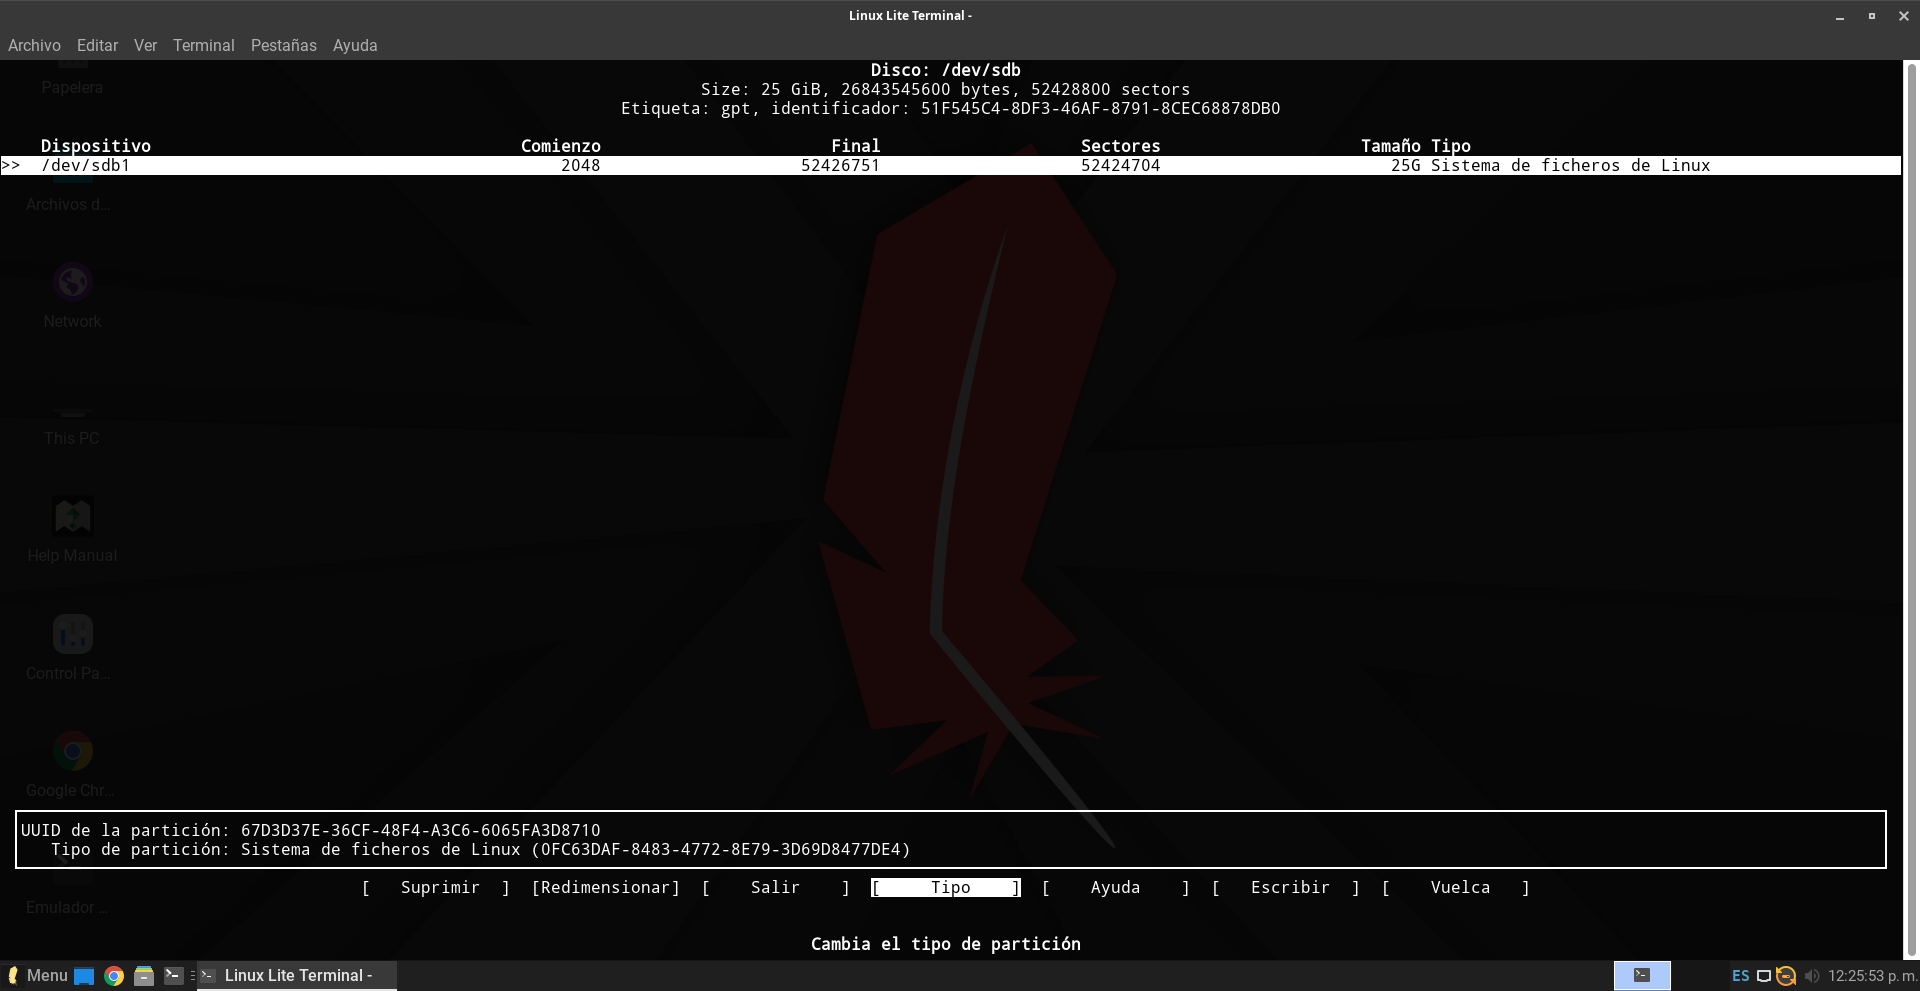 Linux Lite Terminal -
Archivo Editar Ver Terminal Pestañas Ayuda
Papelera
Disco: /dev/sdb
Size: 25 GiB, 26843545600 bytes, 52428800 sectors
Etiqueta: gpt, identificador: 51F545C4-8DF3-46AF-8791-8CEC68878DB0
Dispositivo Comienzo Final Sectores Tamaño Tipo
>> /dev/sdb1 2048 52426751 52424704 25G Sistema de ficheros de Linux
Archivos d...
Network
This PC
Help Manual
Control Pa...
Google Chr...
UUID de la partición: 67D3D37E-36CF-48F4-A3C6-6065FA3D8710
Tipo de partición: Sistema de ficheros de Linux (0FC63DAF-8483-4772-8E79-3D69D8477DE4)
[ Suprimir ] [Redimensionar] [ Salir ] [ Tipo ] [ Ayuda ] [ Escribir ] [ Vuelca ]
Emulador ...
Cambia el tipo de partición
Menu Linux Lite Terminal - ES 12:25:53 p. m.